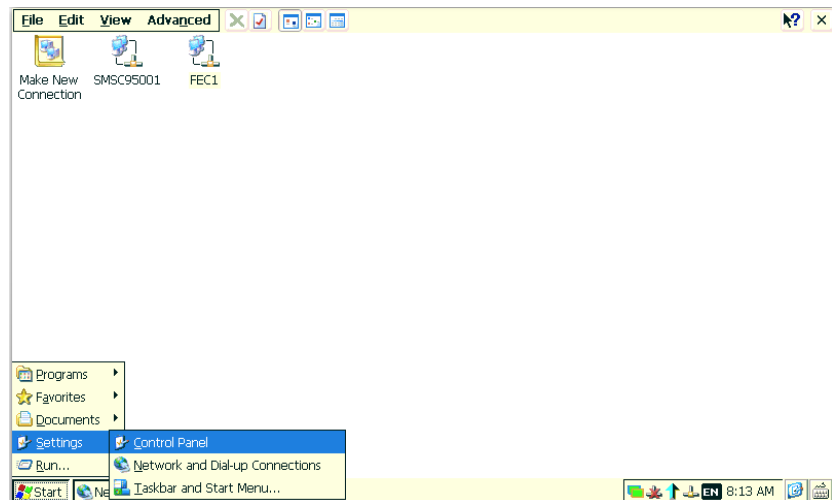 File Edit View Advanced
Make New Connection
SMSC95001
FEC1
Programs
Favorites
Documents
Settings
Run...
Control Panel
Network and Dial-up Connections
Taskbar and Start Menu...
Start
Ne
EN 8:13 AM